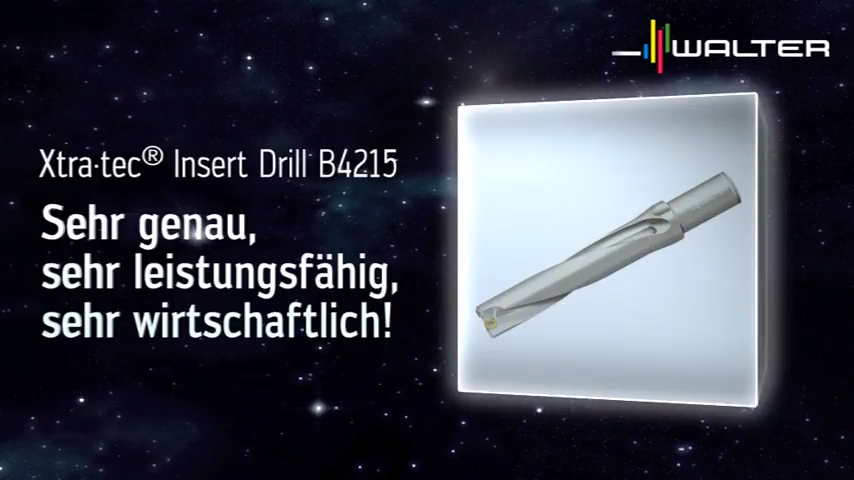 WALTER
Xtra·tec® Insert Drill B4215
Sehr genau,
sehr leistungsfähig,
sehr wirtschaftlich!